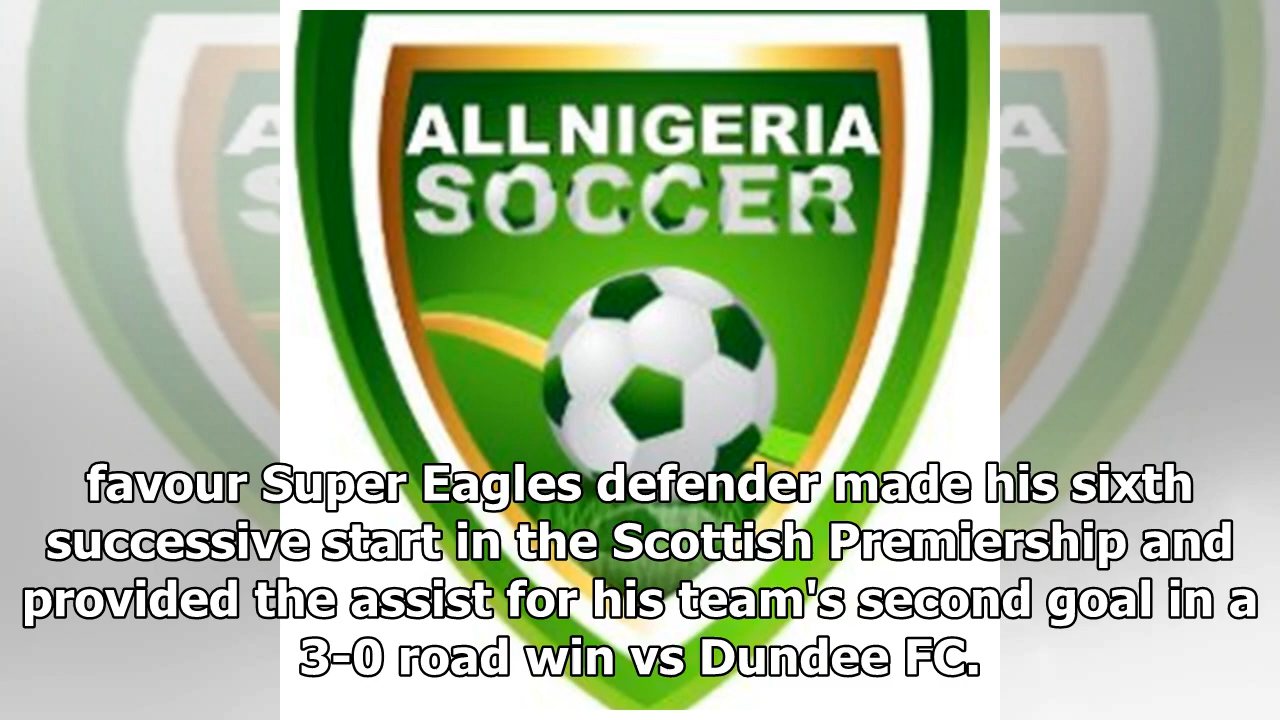 ALLNIGERIA
SOCCER
favour Super Eagles defender made his sixth
successive start in the Scottish Premiership and
provided the assist for his team's second goal in a
3-0 road win vs Dundee FC.